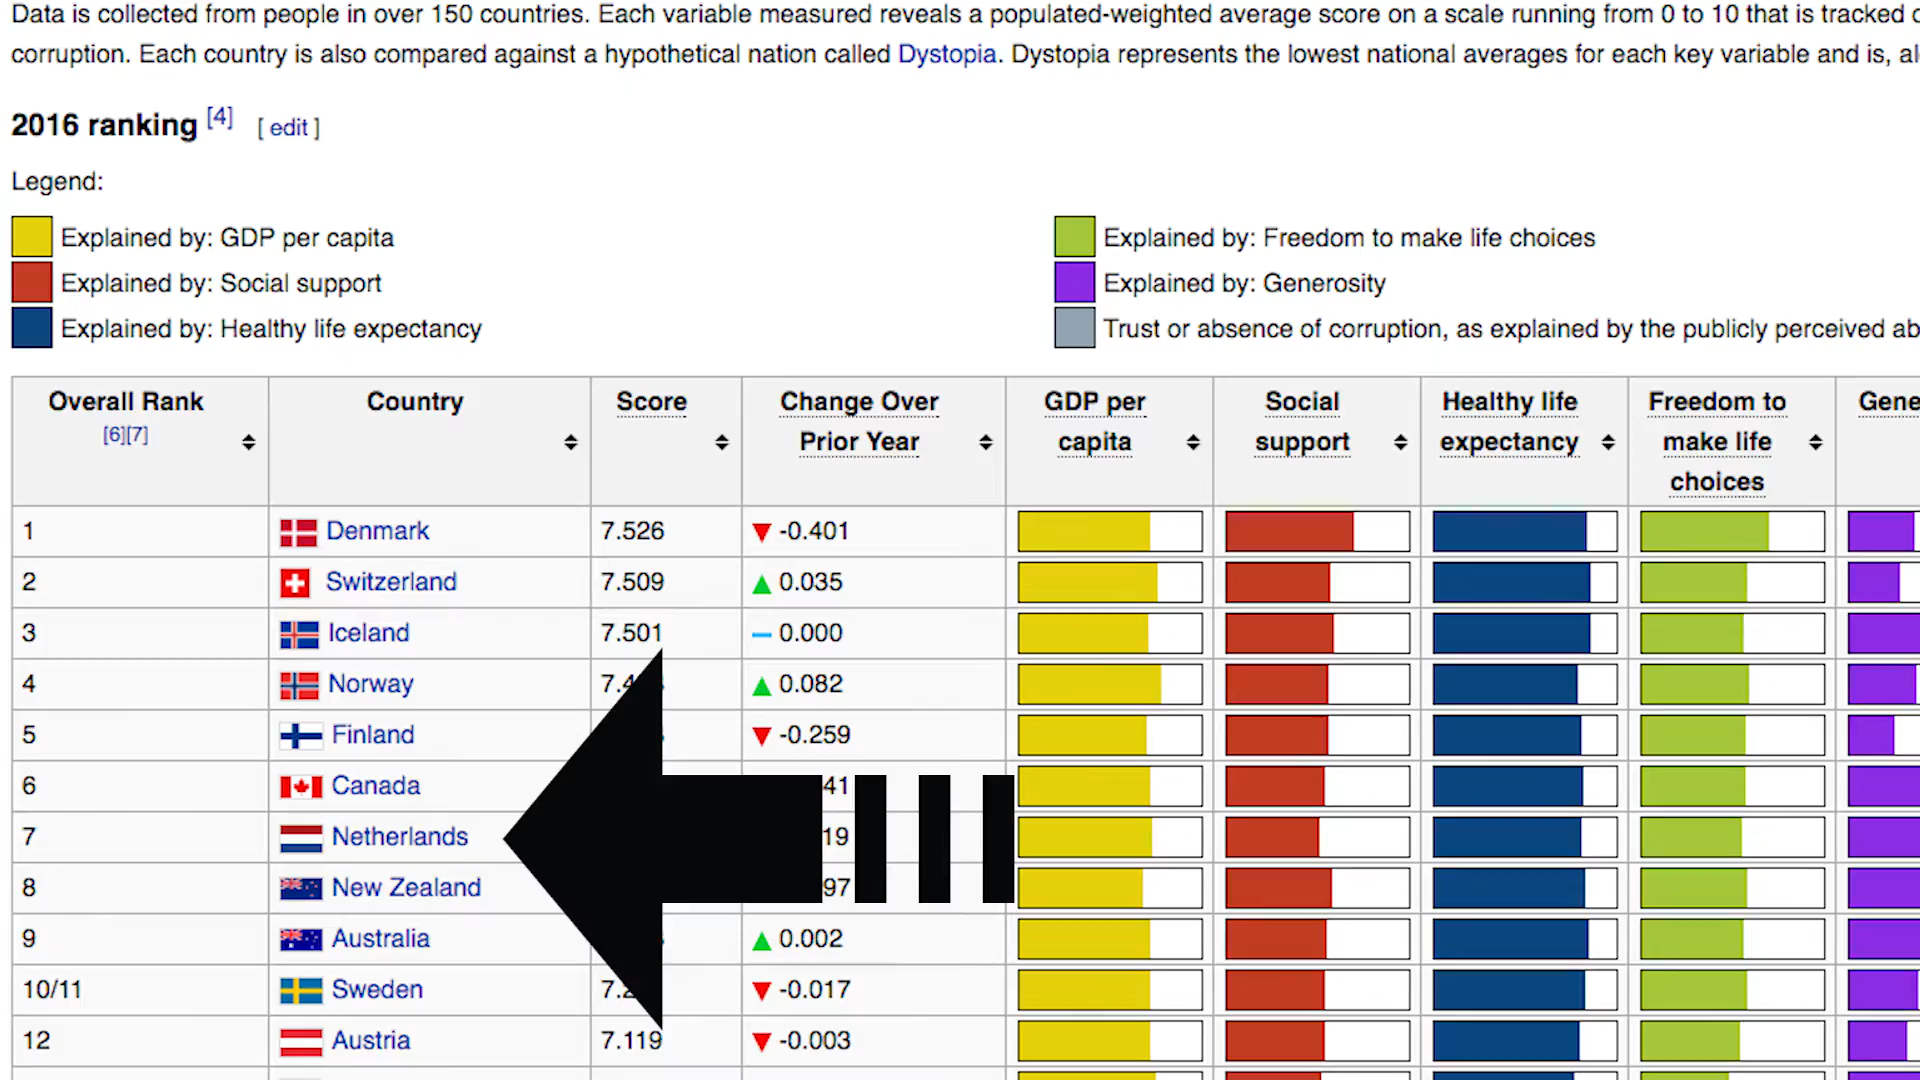 Data is collected from people in over 150 countries. Each variable measured reveals a populated-weighted average score on a scale running from 0 to 10 that is tracked
corruption. Each country is also compared against a hypothetical nation called Dystopia. Dystopia represents the lowest national averages for each key variable and is,
2016 ranking [4] [ edit ]
Legend:
Explained by: GDP per capita
Explained by: Freedom to make life choices
Explained by: Social support
Explained by: Generosity
Explained by: Healthy life expectancy
Trust or absence of corruption, as explained by the publicly perceived
Overall Rank [6][7] Country Score Change Over Prior Year GDP per capita Social support Healthy life expectancy Freedom to make life choices
1 Denmark 7.526 -0.401
2 Switzerland 7.509 0.035
3 Iceland 7.501 0.000
4 Norway 7.4 0.082
5 Finland -0.259
6 Canada 41
7 Netherlands 19
8 New Zealand 97
9 Australia 0.002
10/11 Sweden 7. -0.017
12 Austria 7.119 -0.003